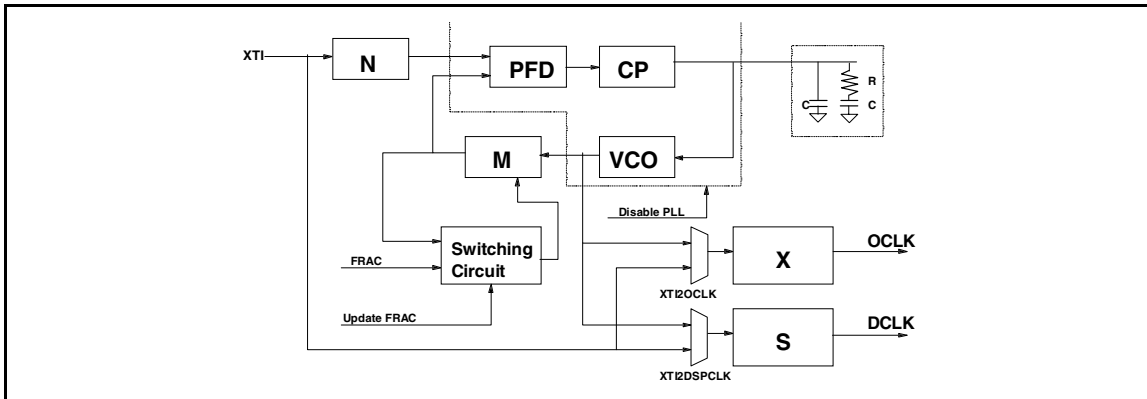 XTI
N
PFD
CP
R
C
C
M
VCO
Disable PLL
Switching
Circuit
FRAC
Update FRAC
XTI2OCLK
X
OCLK
XTI2DSPCLK
S
DCLK